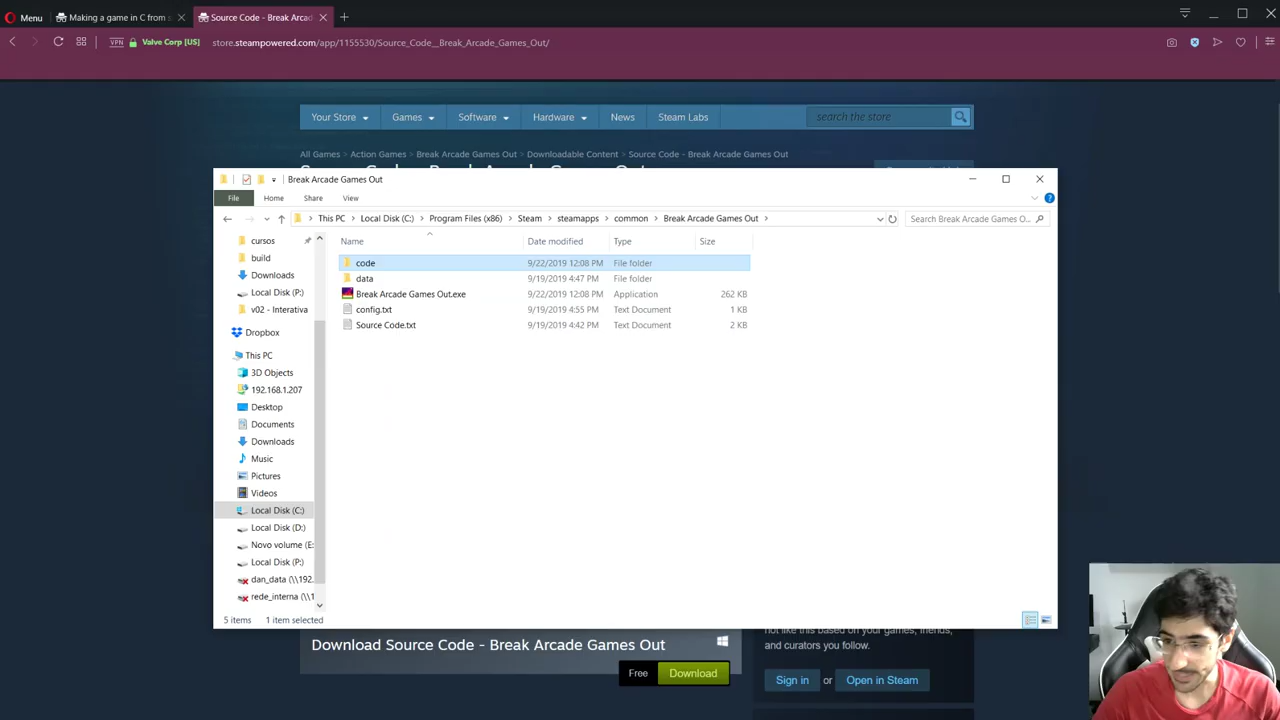 Menu
Making a game in C from s
Source Code - Break Arcad
VPN
Valve Corp [US]
store.steampowered.com/app/1155530/Source_Code__Break_Arcade_Games_Out/
Your Store
Games
Software
Hardware
News
Steam Labs
search the store
All Games > Action Games > Break Arcade Games Out > Downloadable Content > Source Code - Break Arcade Games Out
Break Arcade Games Out
File
Home
Share
View
This PC > Local Disk (C:) > Program Files (x86) > Steam > steamapps > common > Break Arcade Games Out >
Search Break Arcade Games O...
Name
Date modified
Type
Size
code
9/22/2019 12:08 PM
File folder
data
9/19/2019 4:47 PM
File folder
Break Arcade Games Out.exe
9/22/2019 12:08 PM
Application
262 KB
config.txt
9/19/2019 4:55 PM
Text Document
1 KB
Source Code.txt
9/19/2019 4:42 PM
Text Document
2 KB
cursos
build
Downloads
Local Disk (P:)
v02 - Interativa
Dropbox
This PC
3D Objects
192.168.1.207
Desktop
Documents
Downloads
Music
Pictures
Videos
Local Disk (C:)
Local Disk (D:)
Novo volume (E:
Local Disk (P:)
dan_data (\\192.
rede_interna (\\1
5 items
1 item selected
Download Source Code - Break Arcade Games Out
Free
Download
not like this based on your games, friends,
and curators you follow.
Sign in
or
Open in Steam